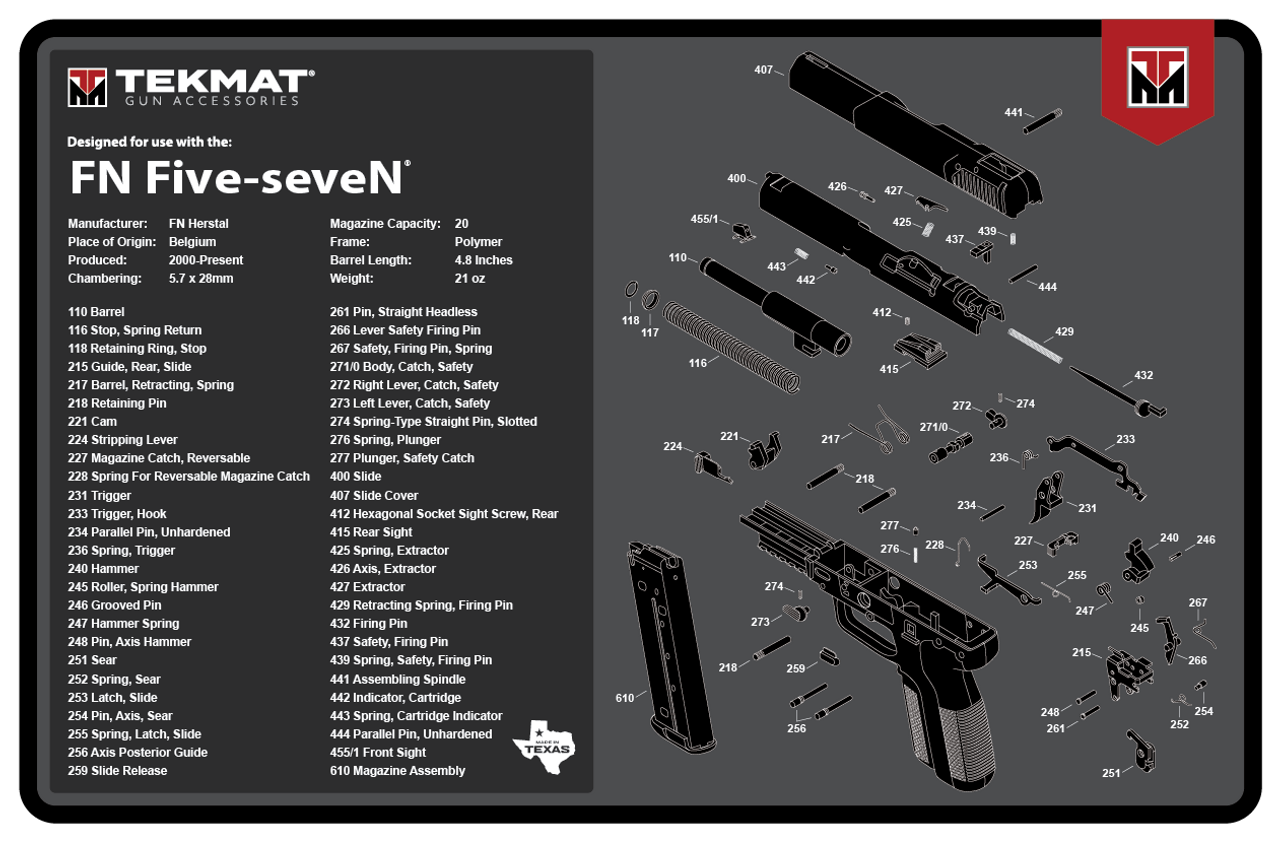 TEKMAT®
GUN ACCESSORIES
Designed for use with the:
FN Five-seveN®
Manufacturer: FN Herstal
Place of Origin: Belgium
Produced: 2000-Present
Chambering: 5.7 x 28mm
Magazine Capacity: 20
Frame: Polymer
Barrel Length: 4.8 Inches
Weight: 21 oz
110 Barrel
116 Stop, Spring Return
118 Retaining Ring, Stop
215 Guide, Rear, Slide
217 Barrel, Retracting, Spring
218 Retaining Pin
221 Cam
224 Stripping Lever
227 Magazine Catch, Reversable
228 Spring For Reversable Magazine Catch
231 Trigger
233 Trigger, Hook
234 Parallel Pin, Unhardened
236 Spring, Trigger
240 Hammer
245 Roller, Spring Hammer
246 Grooved Pin
247 Hammer Spring
248 Pin, Axis Hammer
251 Sear
252 Spring, Sear
253 Latch, Slide
254 Pin, Axis, Sear
255 Spring, Latch, Slide
256 Axis Posterior Guide
259 Slide Release
261 Pin, Straight Headless
266 Lever Safety Firing Pin
267 Safety, Firing Pin, Spring
271/0 Body, Catch, Safety
272 Right Lever, Catch, Safety
273 Left Lever, Catch, Safety
274 Spring-Type Straight Pin, Slotted
276 Spring, Plunger
277 Plunger, Safety Catch
400 Slide
407 Slide Cover
412 Hexagonal Socket Sight Screw, Rear
415 Rear Sight
425 Spring, Extractor
426 Axis, Extractor
427 Extractor
429 Retracting Spring, Firing Pin
432 Firing Pin
437 Safety, Firing Pin
439 Spring, Safety, Firing Pin
441 Assembling Spindle
442 Indicator, Cartridge
443 Spring, Cartridge Indicator
444 Parallel Pin, Unhardened
455/1 Front Sight
610 Magazine Assembly
MADE IN
TEXAS
407
441
400
426
427
455/1
425
437
439
110
443
442
444
118
117
412
429
116
415
432
272
274
221
217
271/0
233
224
236
218
234
231
277
227
240
246
276
228
253
255
274
247
267
273
245
218
259
215
266
610
248
254
256
261
252
251